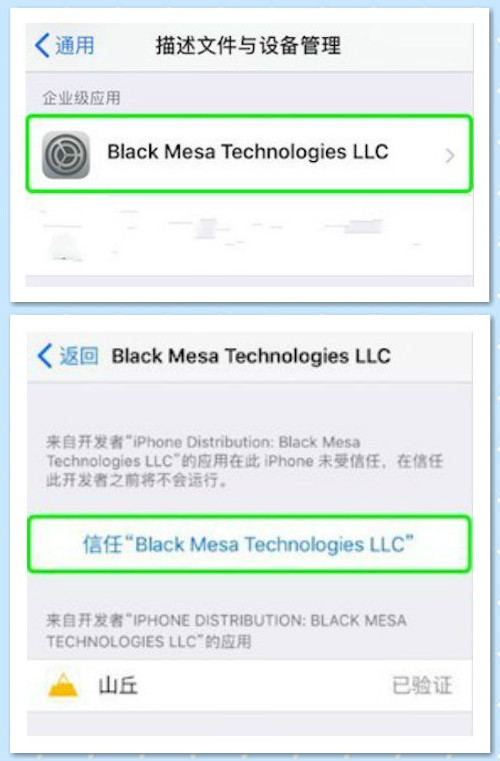 通用
描述文件与设备管理
企业级应用
Black Mesa Technologies LLC
返回 Black Mesa Technologies LLC
来自开发者“iPhone Distribution: Black Mesa
Technologies LLC”的应用在此 iPhone 未受信任，在信任
此开发者之前将不会运行。
信任“Black Mesa Technologies LLC”
来自开发者“IPHONE DISTRIBUTION: BLACK MESA
TECHNOLOGIES LLC”的应用
山丘 已验证